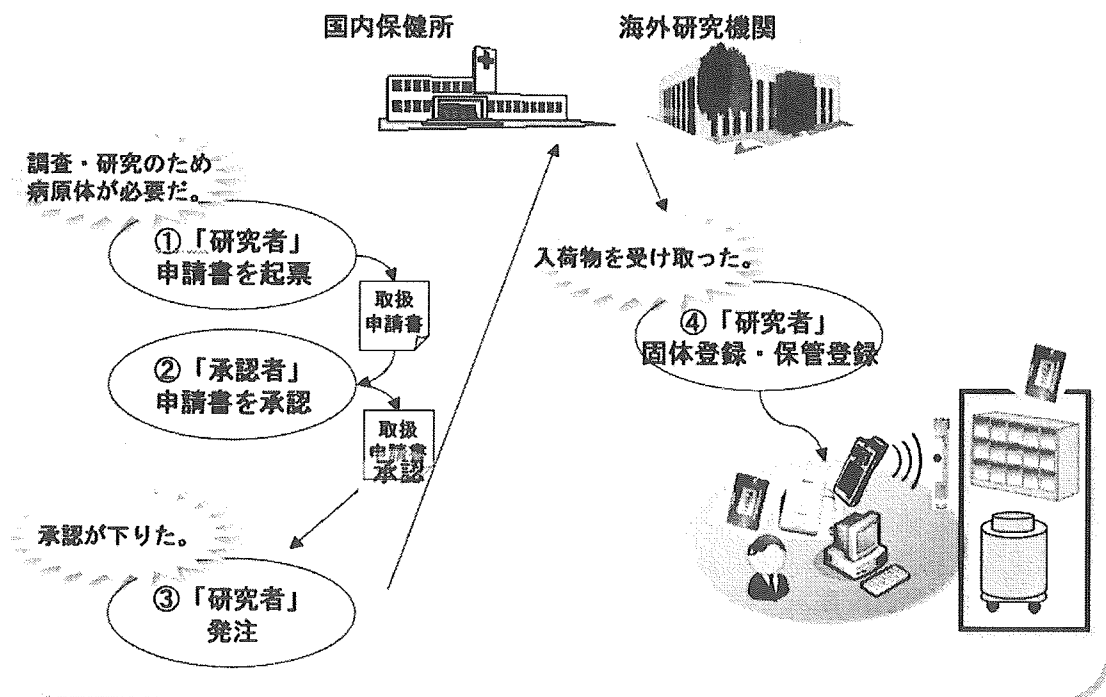 国内保健所
海外研究機関
調査・研究のため
病原体が必要だ。
①「研究者」
申請書を起票
取扱
申請書
②「承認者」
申請書を承認
取扱
申請書
承認
承認が下りた。
③「研究者」
発注
入荷物を受け取った。
④「研究者」
固体登録・保管登録